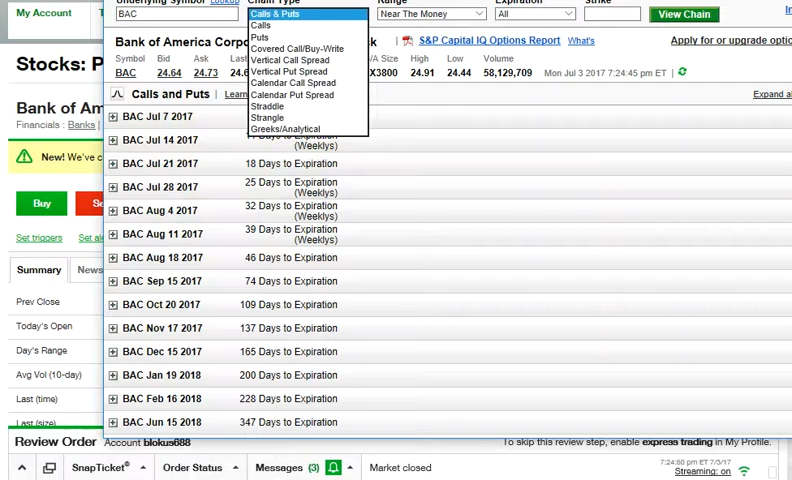 My Account
Underlying Symbol Lookup Chain Type Range Expiration Strike
BAC Calls & Puts Near The Money All View Chain
Calls
Puts
Covered Call/Buy-Write
Vertical Call Spread
Vertical Put Spread
Calendar Call Spread
Calendar Put Spread
Straddle
Strangle
Greeks/Analytical
Stocks: P
Bank of America Corpo
k | S&P Capital IQ Options Report What's Apply for or upgrade optio
Symbol Bid Ask
A Size High Low Volume
BAC 24.64 24.73 24.6
X3800 24.91 24.44 58,129,709 Mon Jul 3 2017 7:24:45 pm ET |
Calls and Puts Learn
Expand al
Bank of Am
Financials : Banks |
New! We've c
Buy Se
Set triggers Set al
Summary News
Prev Close
Today's Open
Day's Range
Avg Vol (10-day)
Last (time)
Last (size)
BAC Jul 7 2017
BAC Jul 14 2017 Days to Expiration
(Weeklys)
BAC Jul 21 2017 18 Days to Expiration
BAC Jul 28 2017 25 Days to Expiration
(Weeklys)
BAC Aug 4 2017 32 Days to Expiration
(Weeklys)
BAC Aug 11 2017 39 Days to Expiration
(Weeklys)
BAC Aug 18 2017 46 Days to Expiration
BAC Sep 15 2017 74 Days to Expiration
BAC Oct 20 2017 109 Days to Expiration
BAC Nov 17 2017 137 Days to Expiration
BAC Dec 15 2017 165 Days to Expiration
BAC Jan 19 2018 200 Days to Expiration
BAC Feb 16 2018 228 Days to Expiration
BAC Jun 15 2018 347 Days to Expiration
Review Order Account blokus688 To skip this review step, enable express trading in My Profile.
SnapTicket® Order Status Messages (3) Market closed
7:24:50 pm ET 7/3/17
Streaming: on